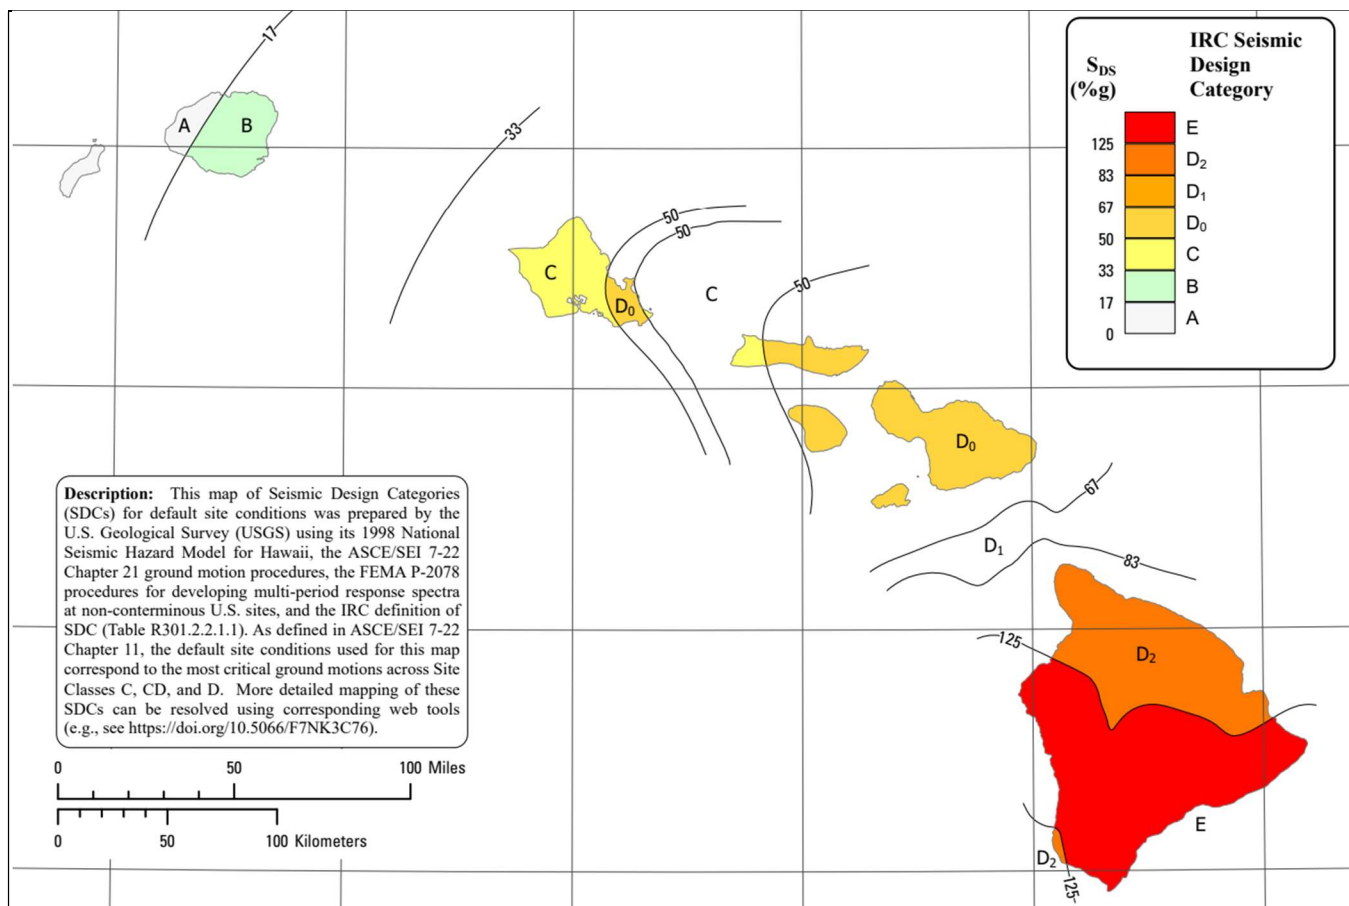 17
A
B
33
50
50
C
D0
C
50
D0
67
D1
83
125
D2
E
D2
125
SDS
(%g)
IRC Seismic
Design
Category
E
125
D2
83
D1
67
D0
50
C
33
B
17
A
0
Description: This map of Seismic Design Categories
(SDCs) for default site conditions was prepared by the
U.S. Geological Survey (USGS) using its 1998 National
Seismic Hazard Model for Hawaii, the ASCE/SEI 7-22
Chapter 21 ground motion procedures, the FEMA P-2078
procedures for developing multi-period response spectra
at non-conterminous U.S. sites, and the IRC definition of
SDC (Table R301.2.2.1.1). As defined in ASCE/SEI 7-22
Chapter 11, the default site conditions used for this map
correspond to the most critical ground motions across Site
Classes C, CD, and D. More detailed mapping of these
SDCs can be resolved using corresponding web tools
(e.g., see https://doi.org/10.5066/F7NK3C76).
0 50 100 Miles
0 50 100 Kilometers